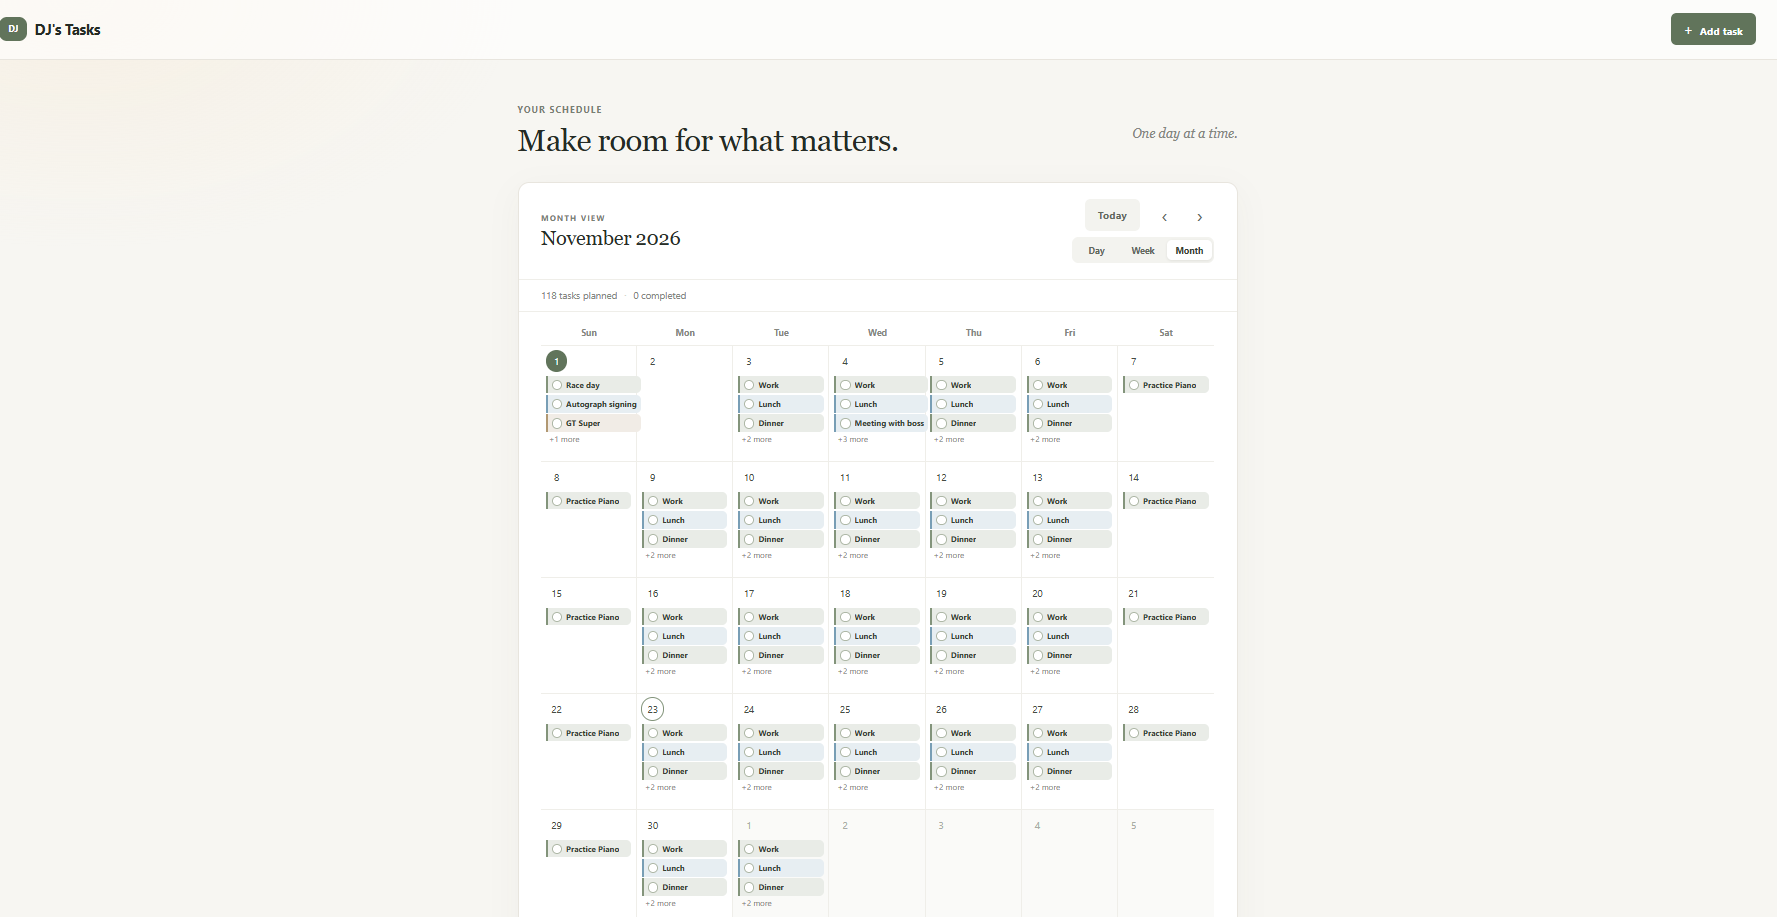 DJ DJ's Tasks + Add task
YOUR SCHEDULE
Make room for what matters. One day at a time.
MONTH VIEW
November 2026
Today ‹ ›
Day Week Month
118 tasks planned · 0 completed
Sun Mon Tue Wed Thu Fri Sat
1 2 3 4 5 6 7
Race day Work Work Work Work Practice Piano
Autograph signing Lunch Lunch Lunch Lunch
GT Super Dinner Meeting with boss Dinner Dinner
+1 more +2 more +3 more +2 more +2 more
8 9 10 11 12 13 14
Practice Piano Work Work Work Work Work Practice Piano
Lunch Lunch Lunch Lunch Lunch
Dinner Dinner Dinner Dinner Dinner
+2 more +2 more +2 more +2 more +2 more
15 16 17 18 19 20 21
Practice Piano Work Work Work Work Work Practice Piano
Lunch Lunch Lunch Lunch Lunch
Dinner Dinner Dinner Dinner Dinner
+2 more +2 more +2 more +2 more +2 more
22 23 24 25 26 27 28
Practice Piano Work Work Work Work Work Practice Piano
Lunch Lunch Lunch Lunch Lunch
Dinner Dinner Dinner Dinner Dinner
+2 more +2 more +2 more +2 more +2 more
29 30 1 2 3 4 5
Practice Piano Work Work
Lunch Lunch
Dinner Dinner
+2 more +2 more